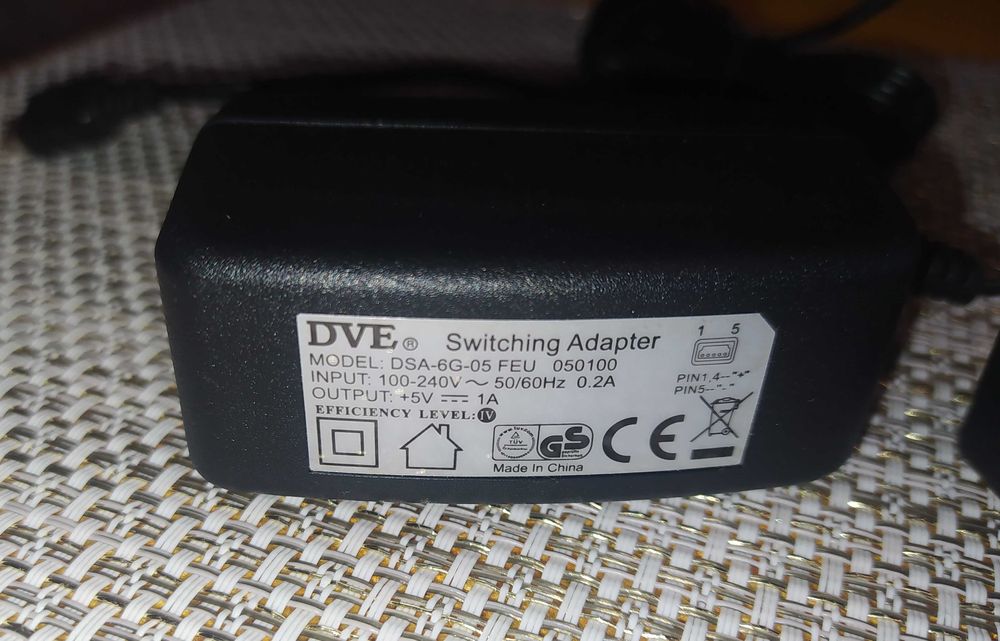 DVE®
Switching Adapter
MODEL: DSA-6G-05 FEU 050100
INPUT: 100-240V~ 50/60Hz 0.2A
OUTPUT: +5V⎓1A
EFFICIENCY LEVEL:IV
1 5
PIN1,4--"+"
PIN5--"-"
TÜV
GS
CE
Made In China